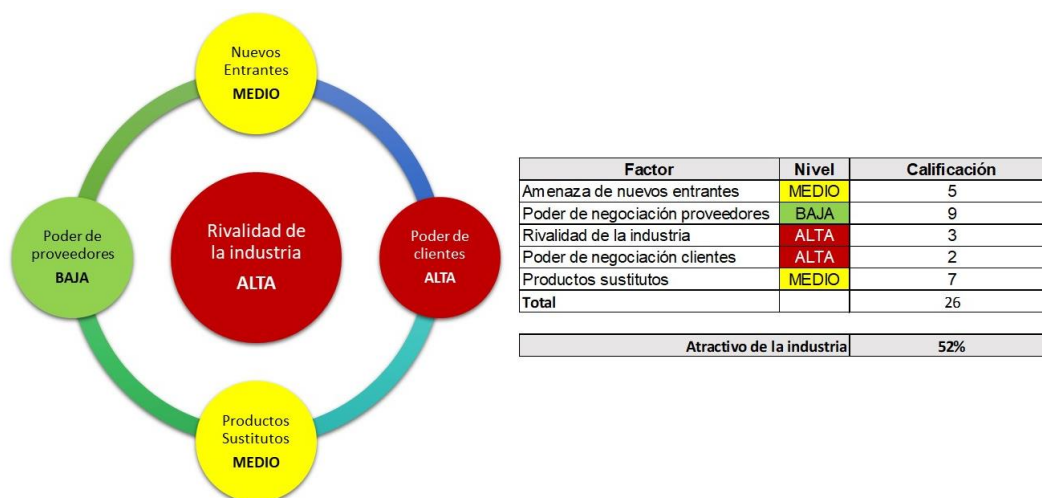 Nuevos
Entrantes
MEDIO
Poder de
proveedores
BAJA
Rivalidad de
la industria
ALTA
Poder de
clientes
ALTA
Productos
Sustitutos
MEDIO
Factor Nivel Calificación
Amenaza de nuevos entrantes MEDIO 5
Poder de negociación proveedores BAJA 9
Rivalidad de la industria ALTA 3
Poder de negociación clientes ALTA 2
Productos sustitutos MEDIO 7
Total 26
Atractivo de la industria 52%